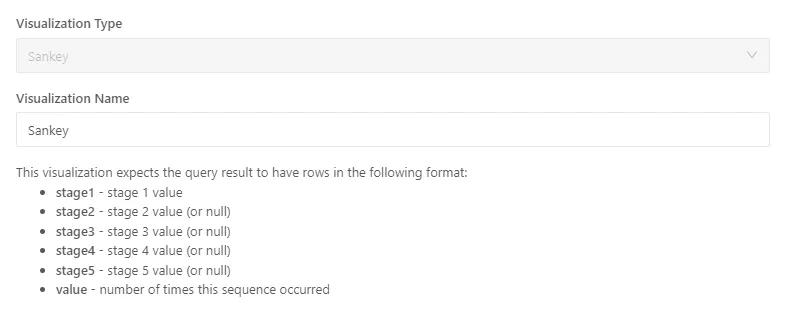 Visualization Type
Sankey
Visualization Name
Sankey
This visualization expects the query result to have rows in the following format:
• stage1 - stage 1 value
• stage2 - stage 2 value (or null)
• stage3 - stage 3 value (or null)
• stage4 - stage 4 value (or null)
• stage5 - stage 5 value (or null)
• value - number of times this sequence occurred